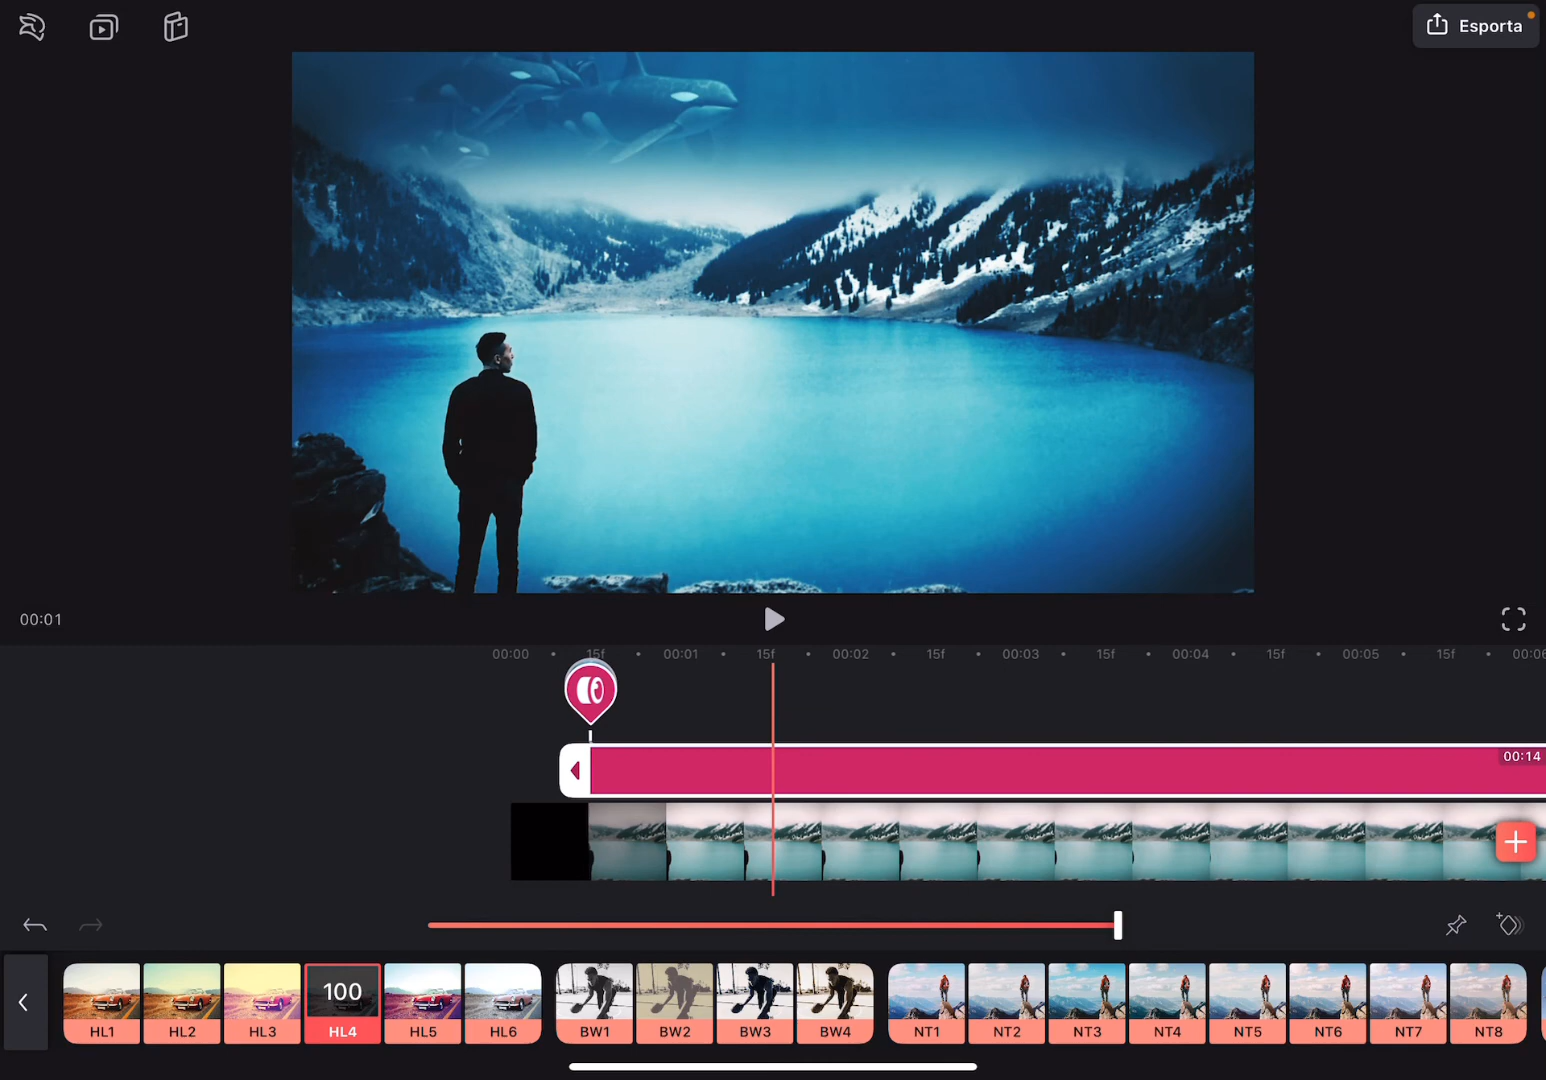 Esporta
00:01
00:00 15f 00:01 15f 00:02 15f 00:03 15f 00:04 15f 00:05 15f 00:06
00:14
100
HL1 HL2 HL3 HL4 HL5 HL6 BW1 BW2 BW3 BW4 NT1 NT2 NT3 NT4 NT5 NT6 NT7 NT8